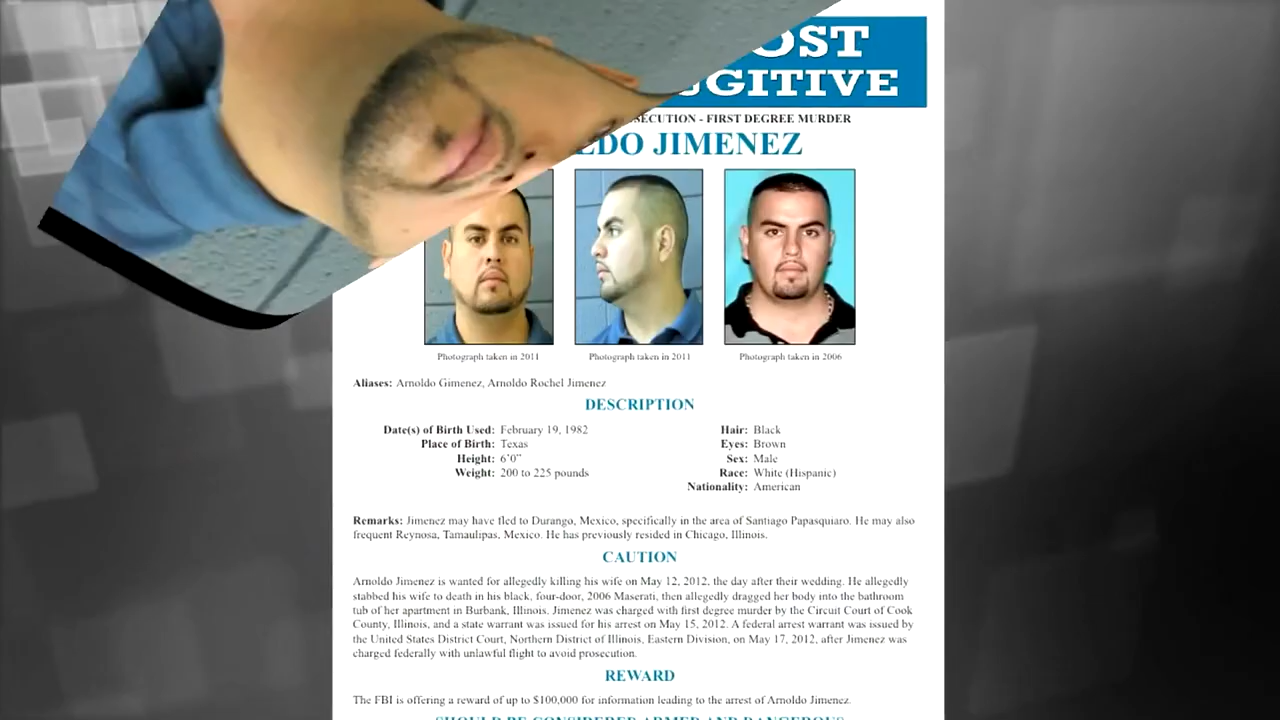 OST
GITIVE
SECUTION - FIRST DEGREE MURDER
LDO JIMENEZ
Photograph taken in 2011
Photograph taken in 2011
Photograph taken in 2006
Aliases: Arnoldo Gimenez, Arnoldo Rochel Jimenez
DESCRIPTION
Date(s) of Birth Used: February 19, 1982
Hair: Black
Place of Birth: Texas
Eyes: Brown
Height: 6'0"
Sex: Male
Weight: 200 to 225 pounds
Race: White (Hispanic)
Nationality: American
Remarks: Jimenez may have fled to Durango, Mexico, specifically in the area of Santiago Papasquiaro. He may also
frequent Reynosa, Tamaulipas, Mexico. He has previously resided in Chicago, Illinois.
CAUTION
Arnoldo Jimenez is wanted for allegedly killing his wife on May 12, 2012, the day after their wedding. He allegedly
stabbed his wife to death in his black, four-door, 2006 Maserati, then allegedly dragged her body into the bathroom
tub of her apartment in Burbank, Illinois. Jimenez was charged with first degree murder by the Circuit Court of Cook
County, Illinois, and a state warrant was issued for his arrest on May 15, 2012. A federal arrest warrant was issued by
the United States District Court, Northern District of Illinois, Eastern Division, on May 17, 2012, after Jimenez was
charged federally with unlawful flight to avoid prosecution.
REWARD
The FBI is offering a reward of up to $100,000 for information leading to the arrest of Arnoldo Jimenez.
SHOULD BE CONSIDERED ARMED AND DANGEROUS